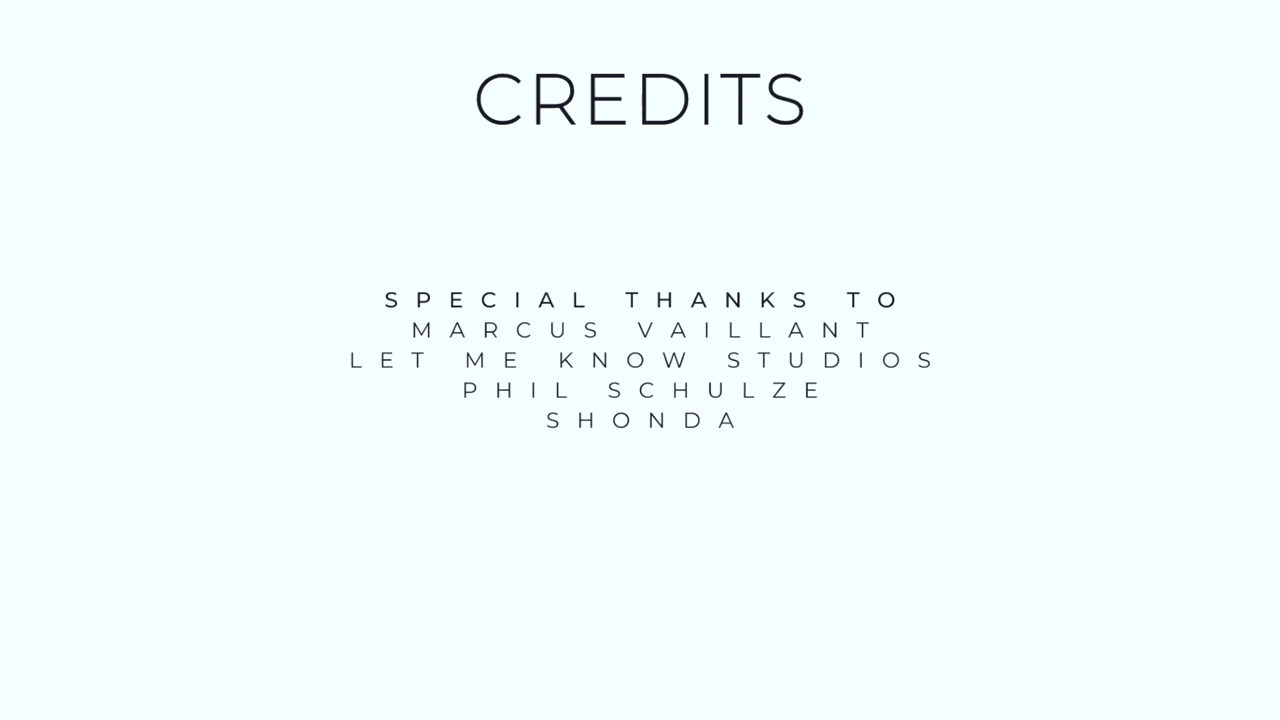 CREDITS
SPECIAL THANKS TO
MARCUS VAILLANT
LET ME KNOW STUDIOS
PHIL SCHULZE
SHONDA